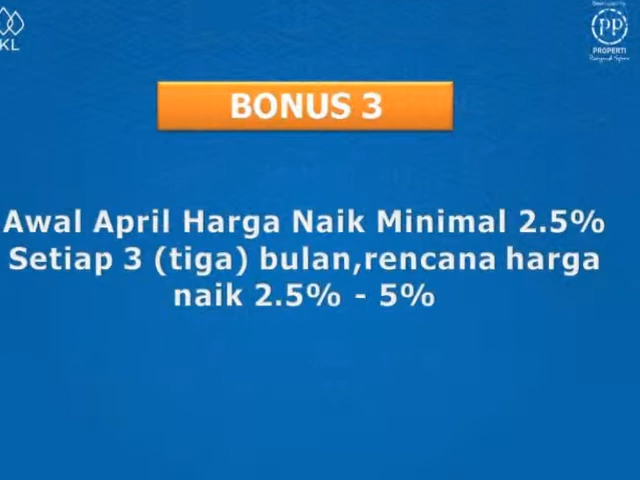 KL
PP
PROPERTI
BONUS 3
Awal April Harga Naik Minimal 2.5%
Setiap 3 (tiga) bulan,rencana harga
naik 2.5% - 5%